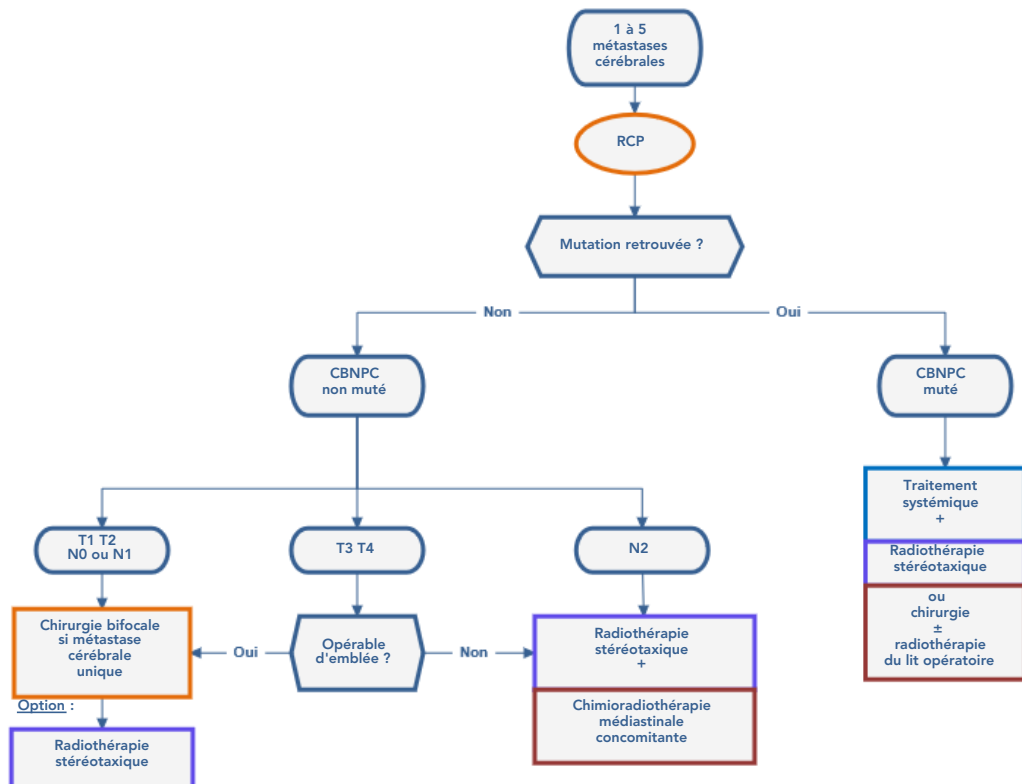 1 à 5
métastases
cérébrales
RCP
Mutation retrouvée ?
Non
Oui
CBNPC
non muté
CBNPC
muté
T1 T2
N0 ou N1
T3 T4
N2
Traitement
systémique
+
Radiothérapie
stéréotaxique
ou
chirurgie
±
radiothérapie
du lit opératoire
Chirurgie bifocale
si métastase
cérébrale
unique
Oui
Opérable
d'emblée ?
Non
Radiothérapie
stéréotaxique
+
Chimioradiothérapie
médiastinale
concomitante
Option :
Radiothérapie
stéréotaxique